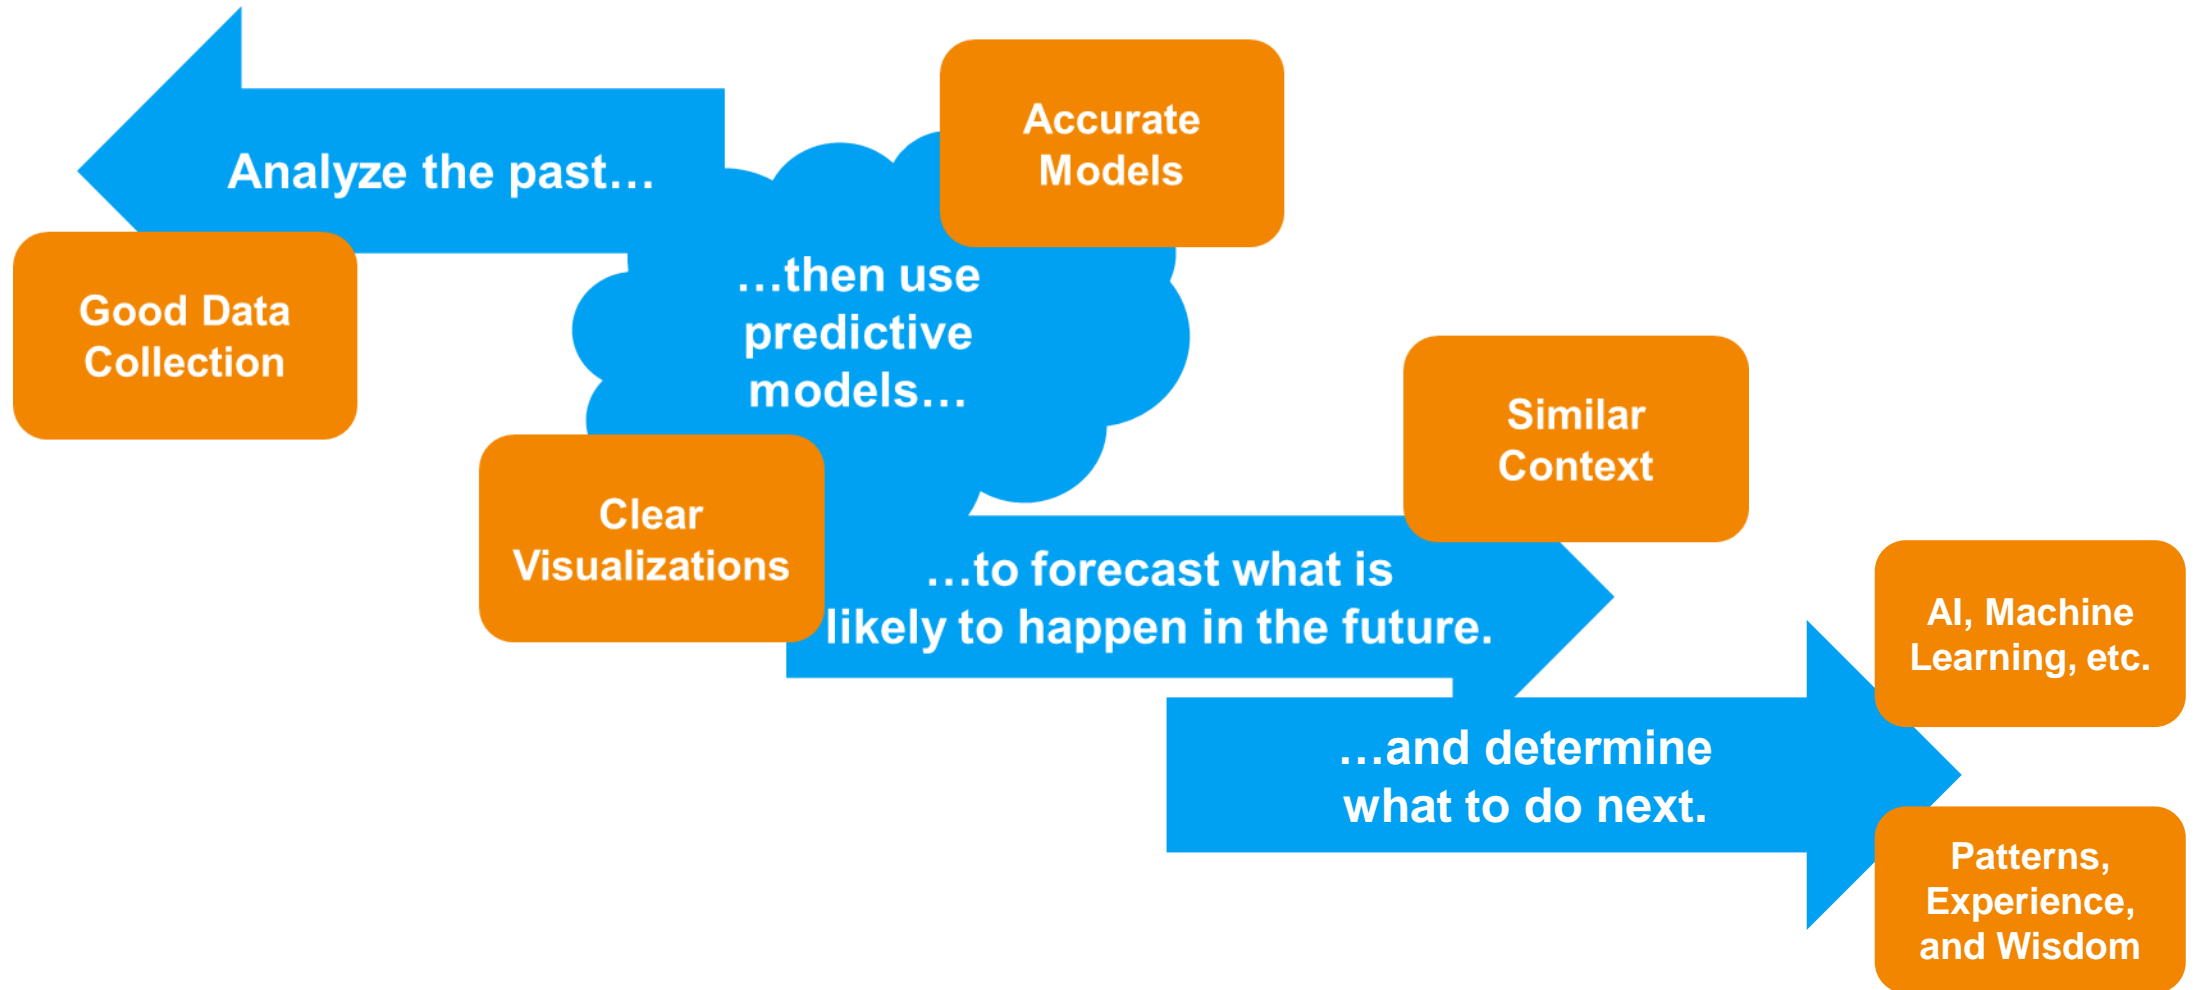 Analyze the past…
Good Data
Collection
Accurate
Models
…then use
predictive
models…
Clear
Visualizations
Similar
Context
…to forecast what is
likely to happen in the future.
AI, Machine
Learning, etc.
…and determine
what to do next.
Patterns,
Experience,
and Wisdom